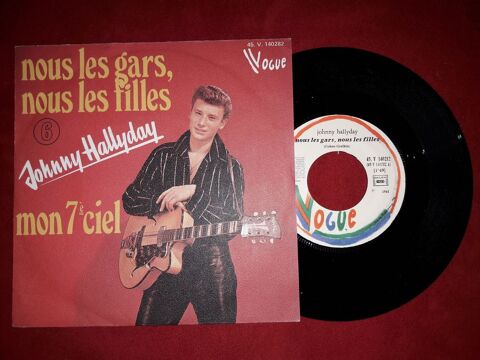 45. V. 140282
VOGUE
nous les gars,
nous les filles
6
Johnny Hallyday
mon 7è ciel
johnny hallyday
nous les gars, nous les filles
45. V 140282
VOGUE